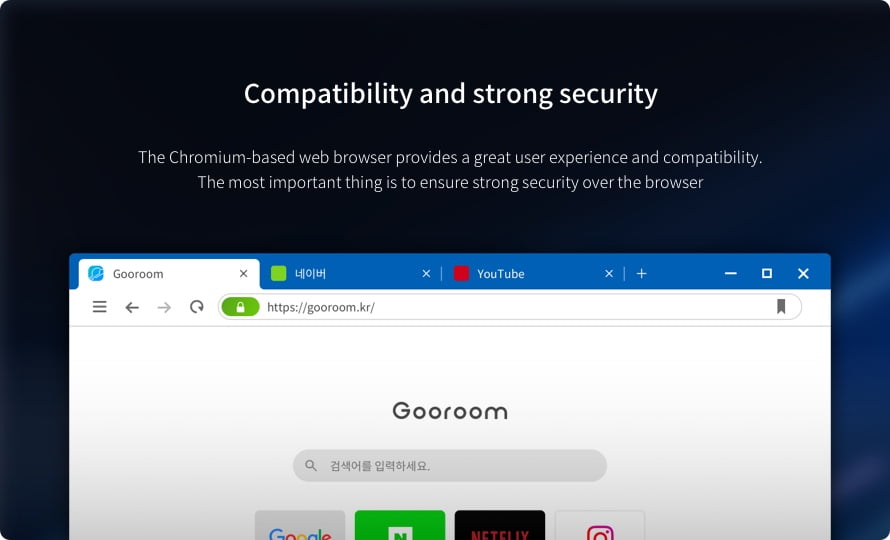 Compatibility and strong security
The Chromium-based web browser provides a great user experience and compatibility.
The most important thing is to ensure strong security over the browser
Gooroom
네이버
YouTube
https://gooroom.kr/
Gooroom
검색어를 입력하세요.
Google
N
NETFLIX